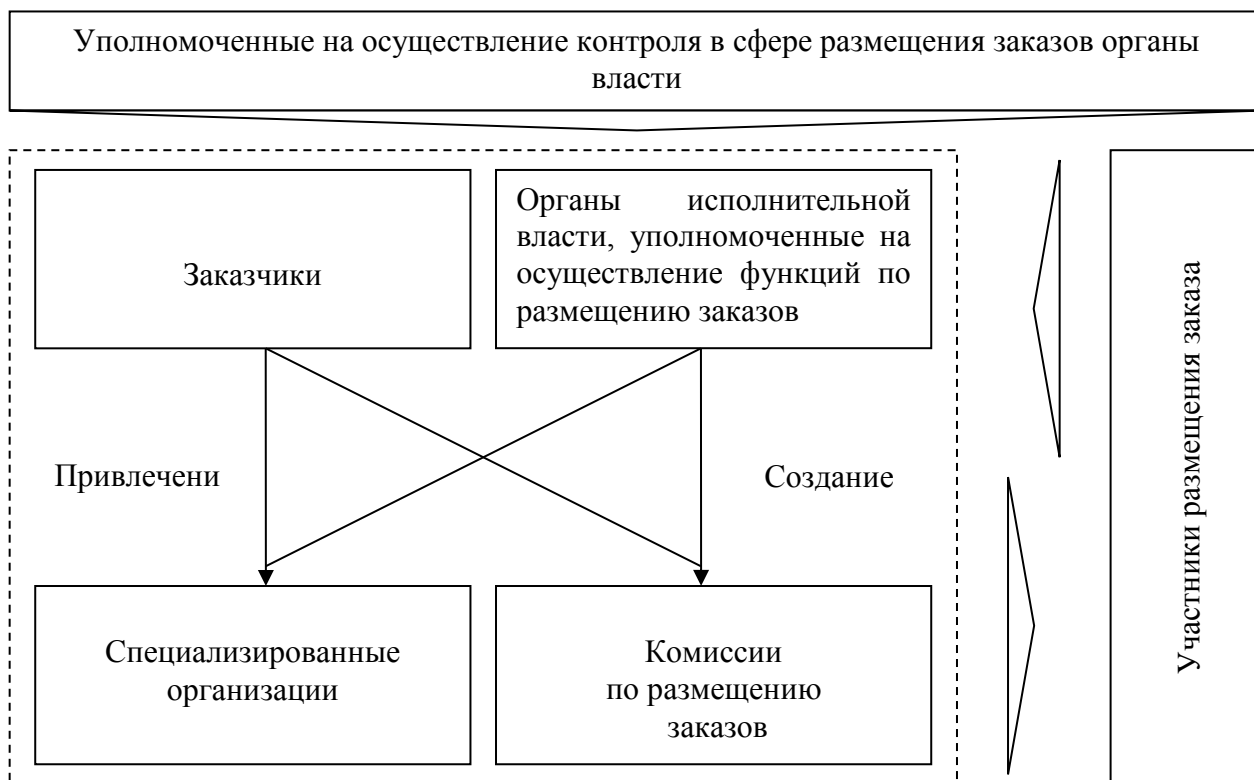 Уполномоченные на осуществление контроля в сфере размещения заказов органы
власти
Заказчики
Органы исполнительной
власти, уполномоченные на
осуществление функций по
размещению заказов
Привлечени
Создание
Специализированные
организации
Комиссии
по размещению
заказов
Участники размещения заказа